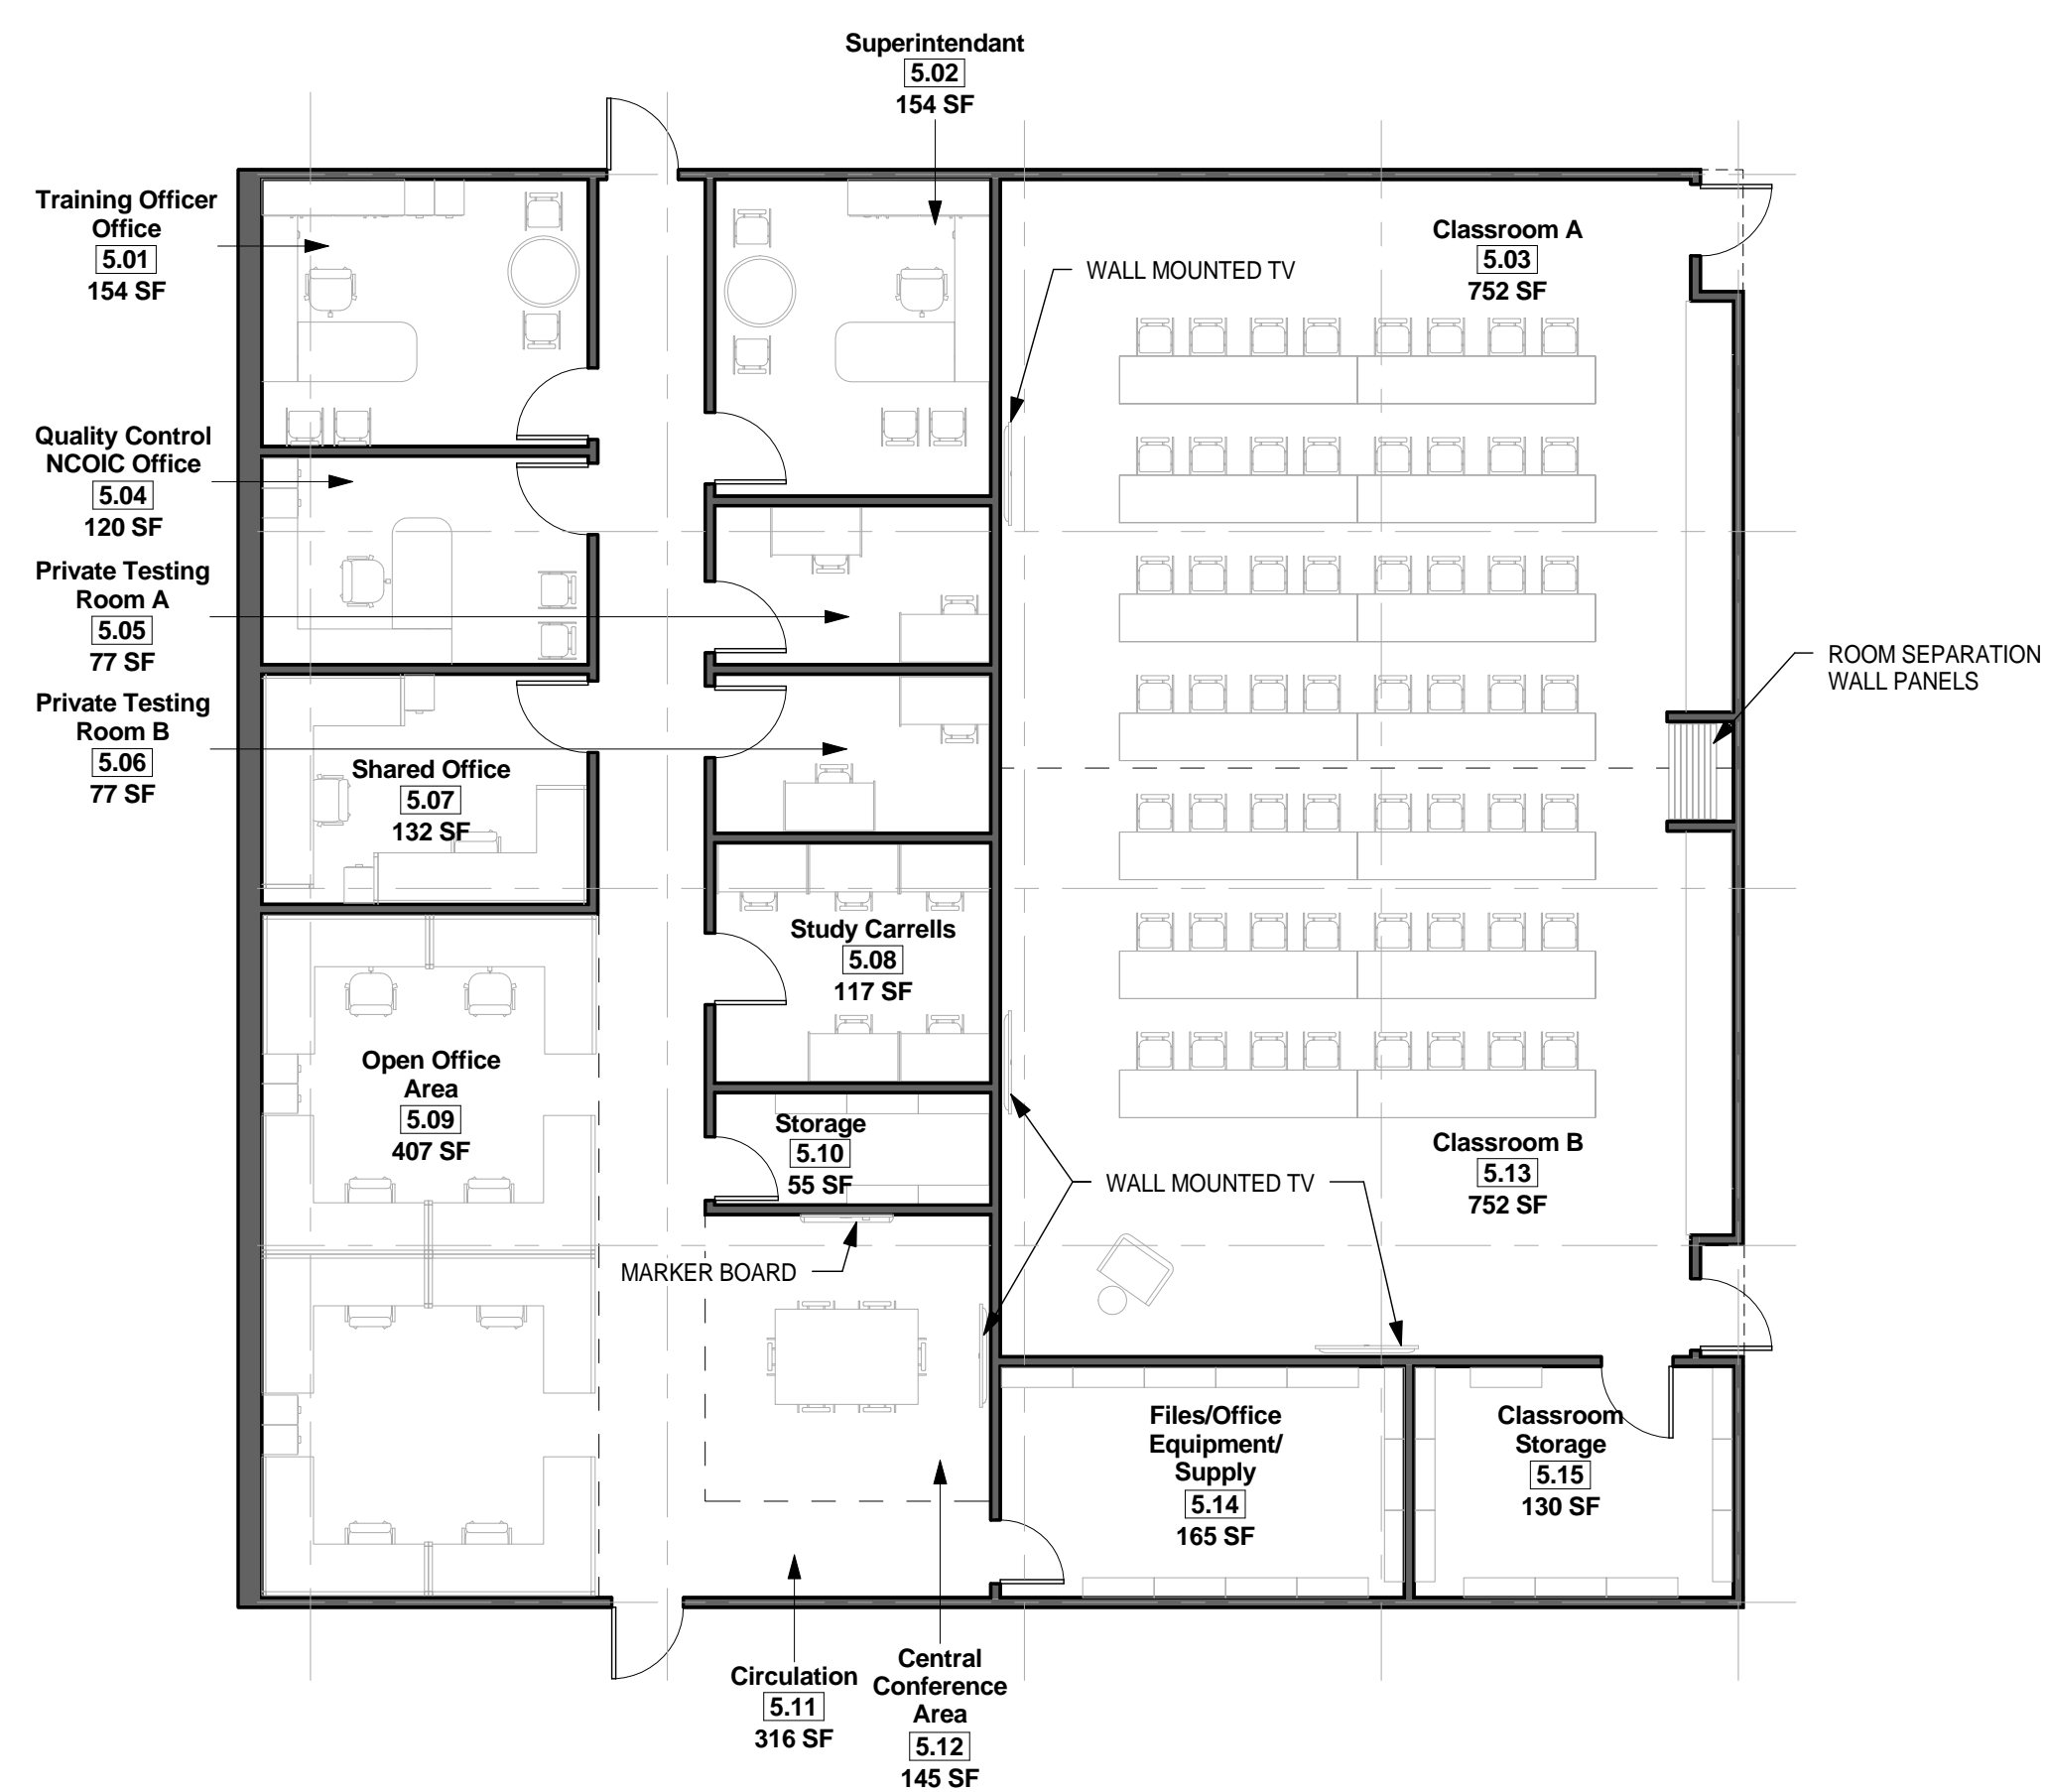 Superintendant
5.02
154 SF
Training Officer
Office
5.01
154 SF
Classroom A
5.03
752 SF
WALL MOUNTED TV
Quality Control
NCOIC Office
5.04
120 SF
Private Testing
Room A
5.05
77 SF
ROOM SEPARATION
WALL PANELS
Private Testing
Room B
5.06
77 SF
Shared Office
5.07
132 SF
Study Carrells
5.08
117 SF
Open Office
Area
5.09
407 SF
Storage
5.10
55 SF
Classroom B
5.13
752 SF
WALL MOUNTED TV
MARKER BOARD
Files/Office
Equipment/
Supply
5.14
165 SF
Classroom
Storage
5.15
130 SF
Circulation
5.11
316 SF
Central
Conference
Area
5.12
145 SF